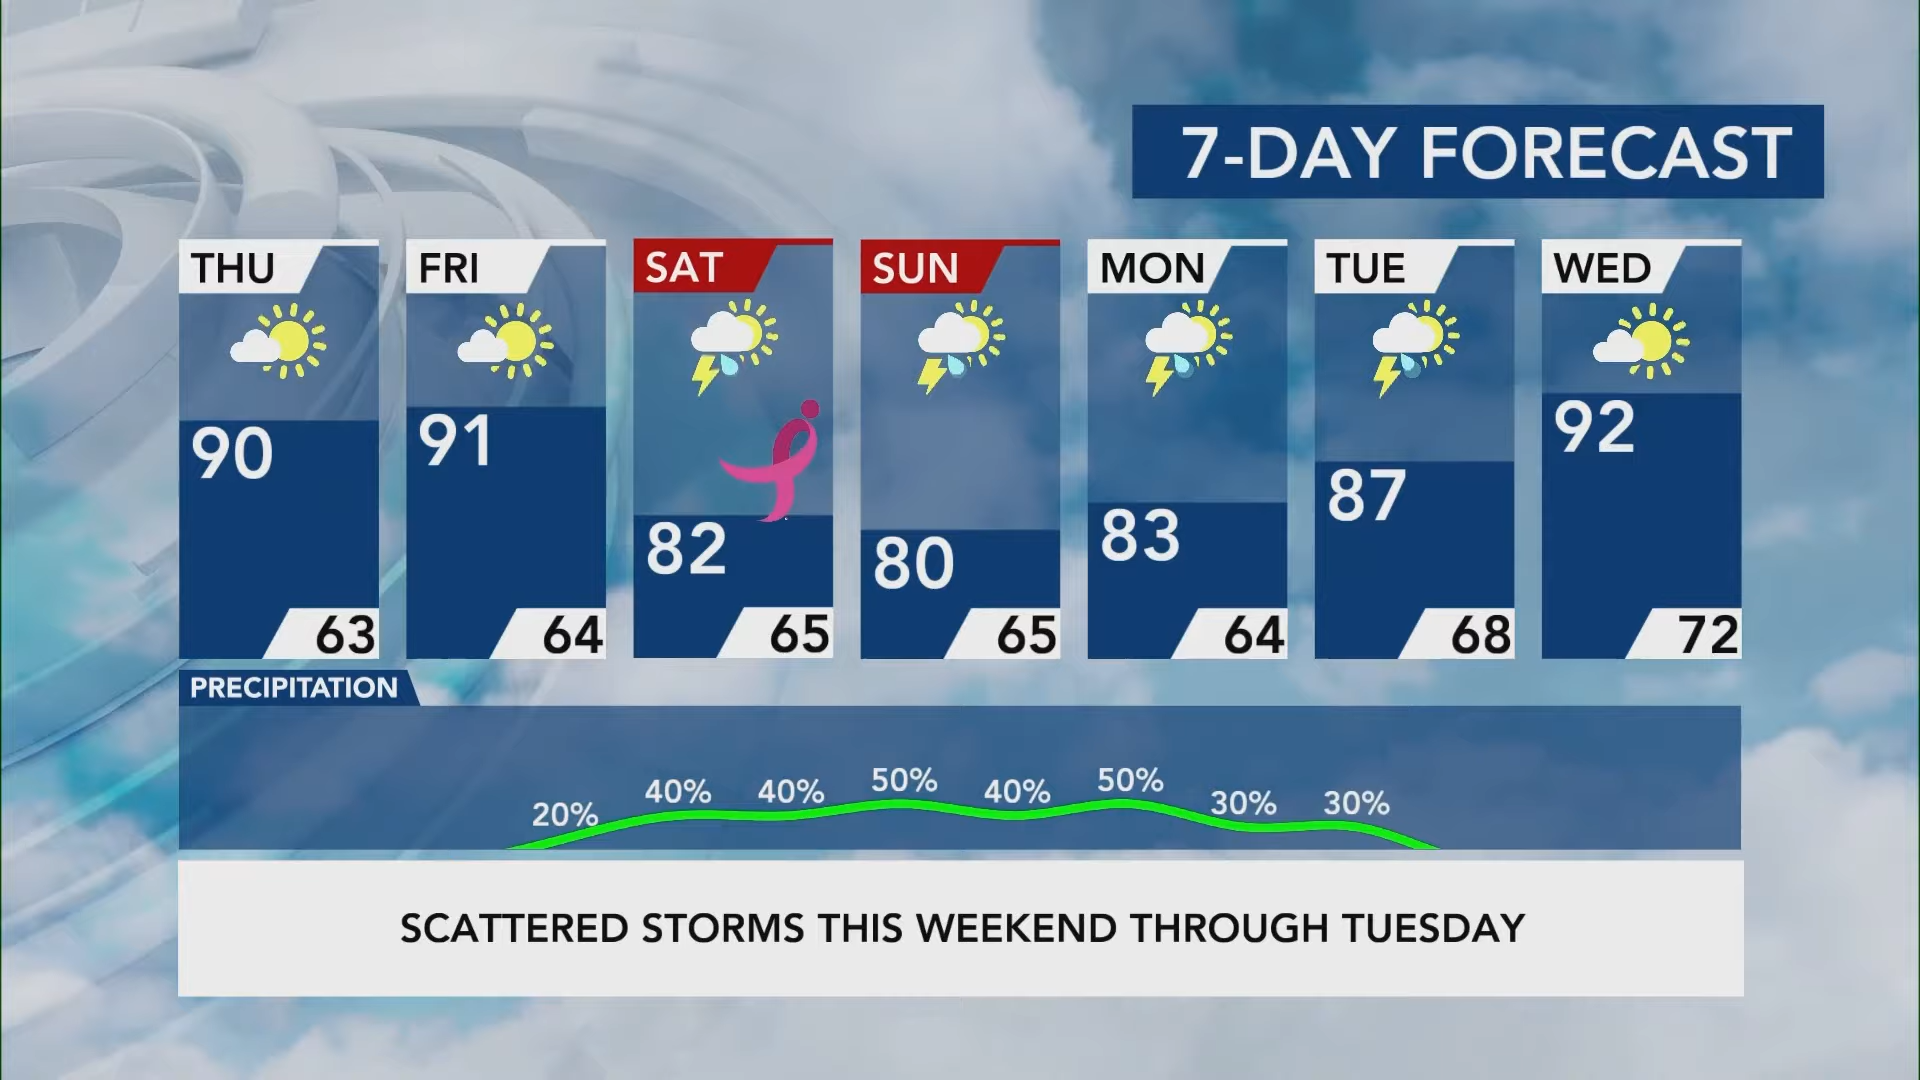 7-DAY FORECAST
THU FRI SAT SUN MON TUE WED
90 91 82 80 83 87 92
63 64 65 65 64 68 72
PRECIPITATION
20% 40% 40% 50% 40% 50% 30% 30%
SCATTERED STORMS THIS WEEKEND THROUGH TUESDAY